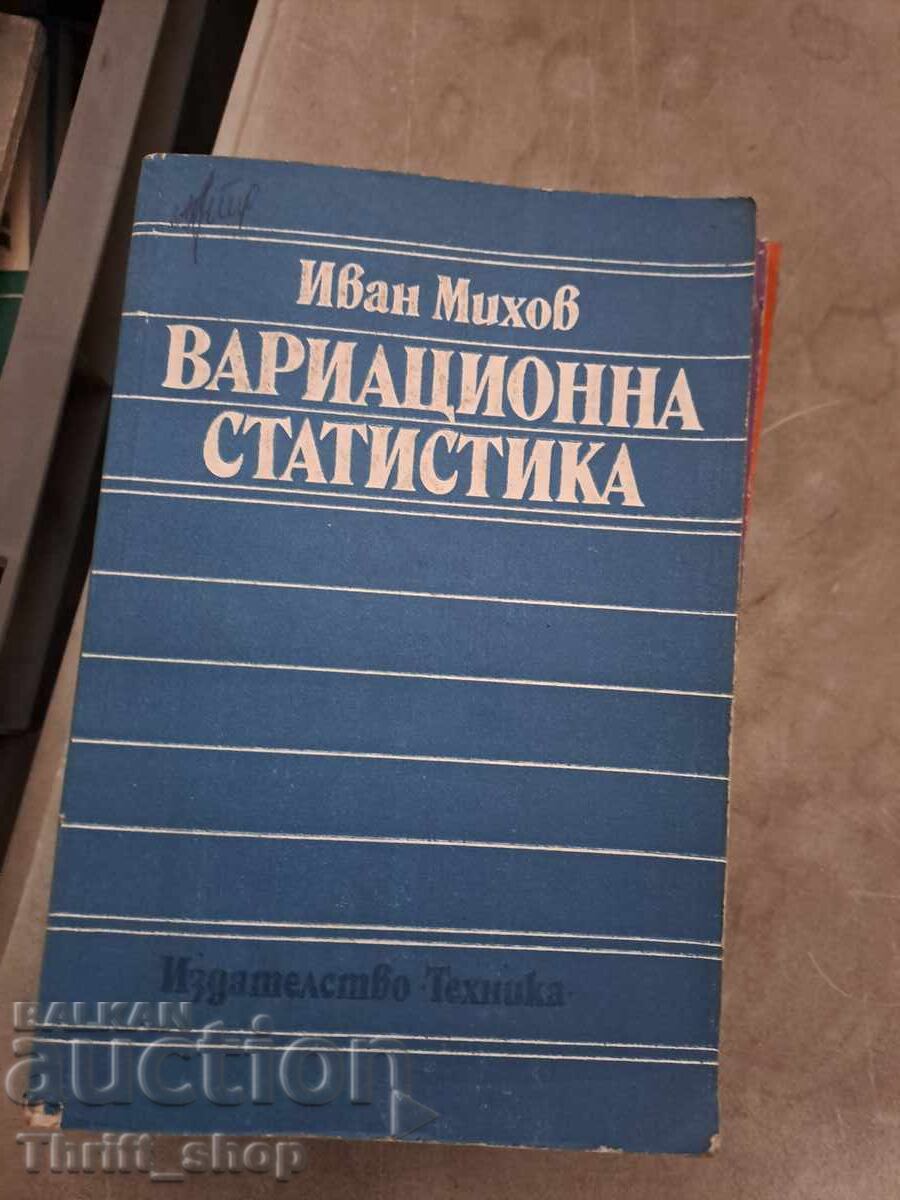 Иван Михов
ВАРИАЦИОННА
СТАТИСТИКА
Издателство · Техника ·
BALKAN
auction
Thrift_shop